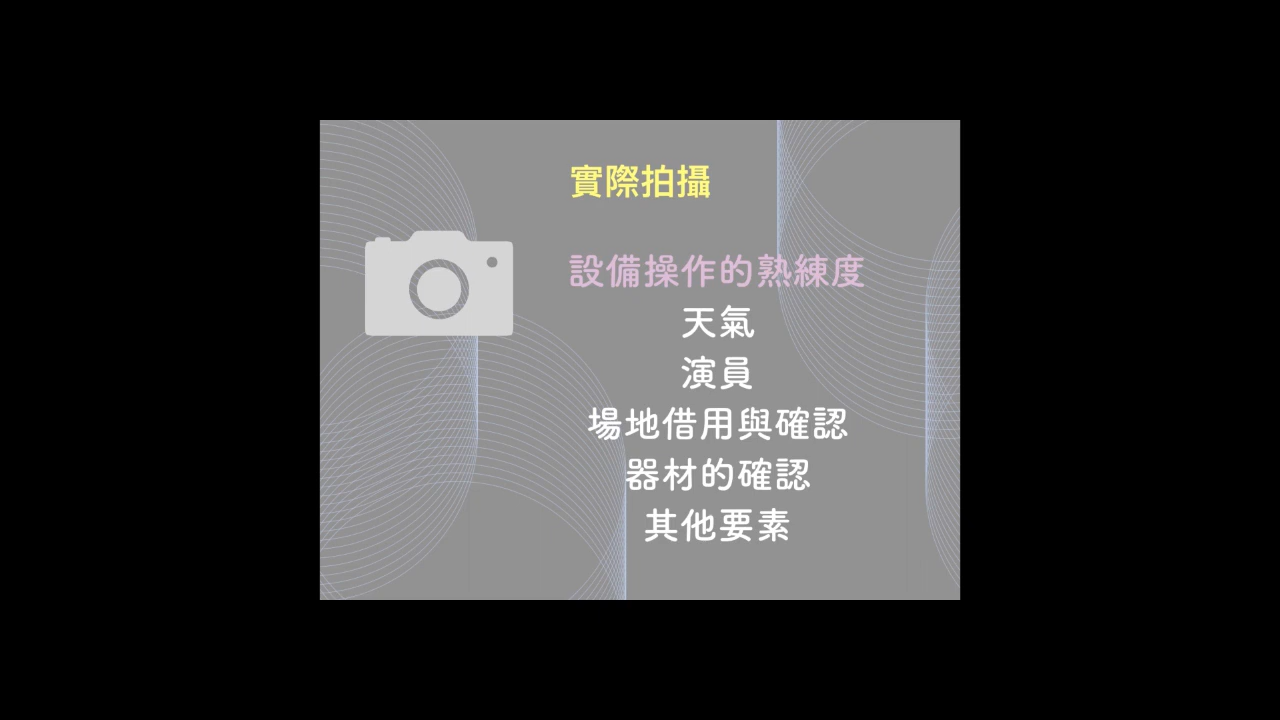 實際拍攝
設備操作的熟練度
天氣
演員
場地借用與確認
器材的確認
其他要素